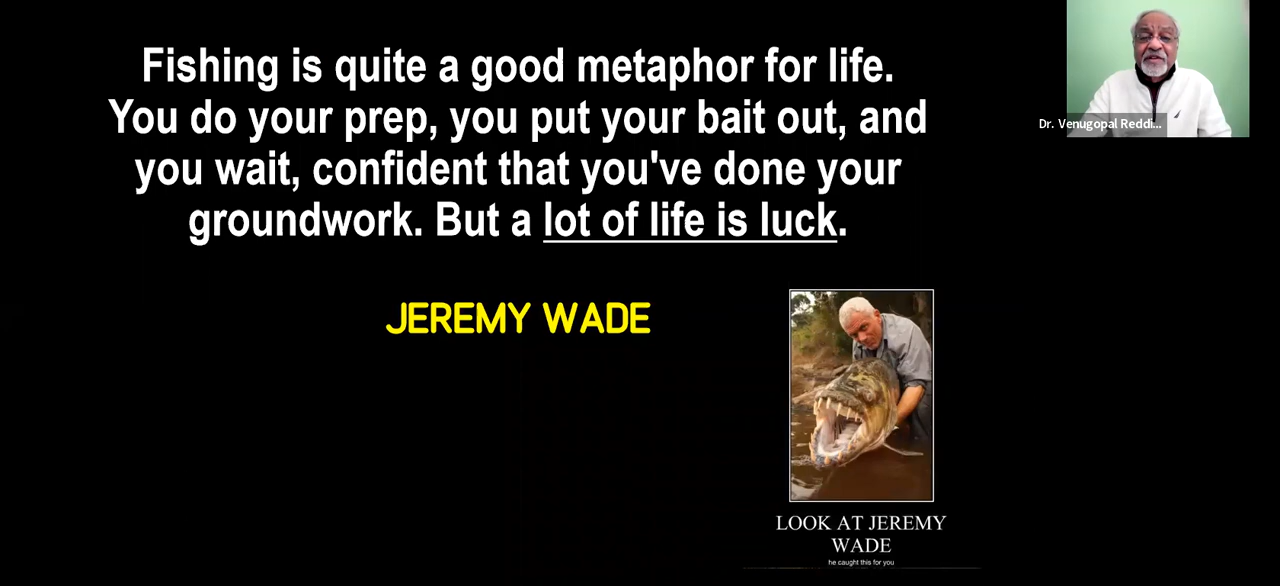 Fishing is quite a good metaphor for life.
You do your prep, you put your bait out, and
you wait, confident that you've done your
groundwork. But a lot of life is luck.
Dr. Venugopal Reddi...
JEREMY WADE
LOOK AT JEREMY
WADE
he caught this for you